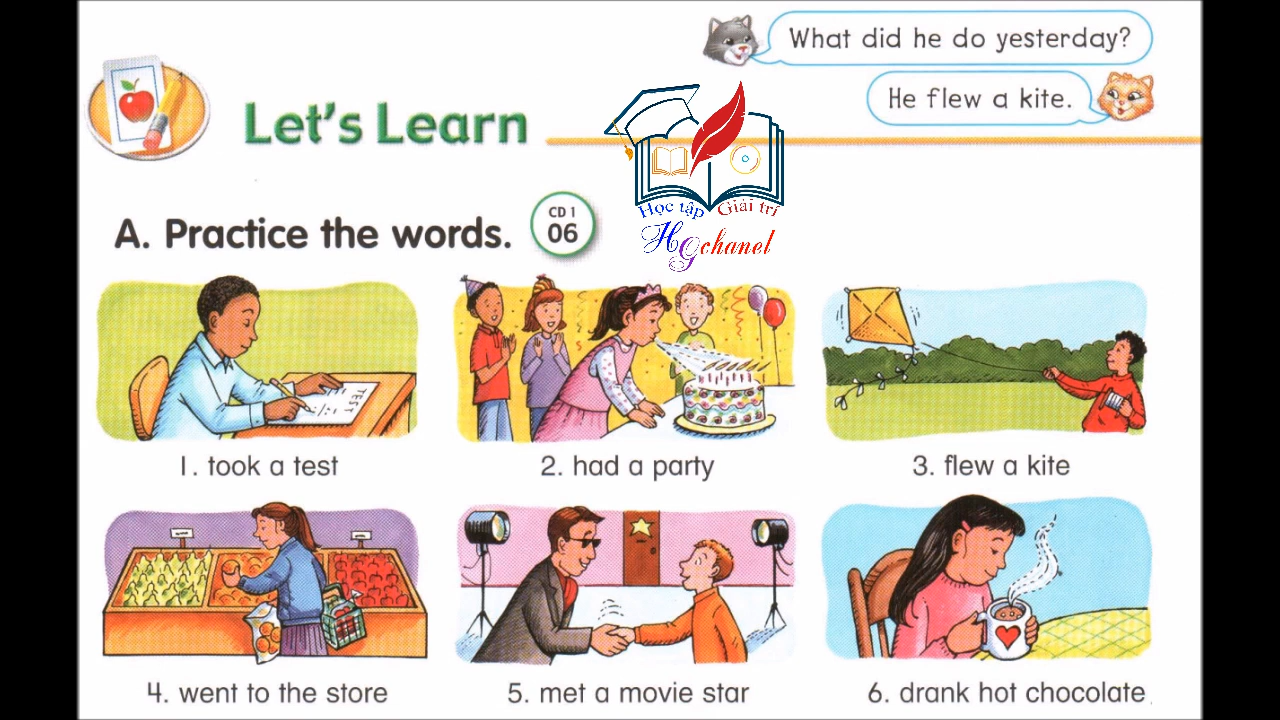 What did he do yesterday?
He flew a kite.
Let's Learn
Học tập Giải trí
HGchanel
A. Practice the words.
CD 1
06
TEST
1. took a test
2. had a party
3. flew a kite
4. went to the store
5. met a movie star
6. drank hot chocolate